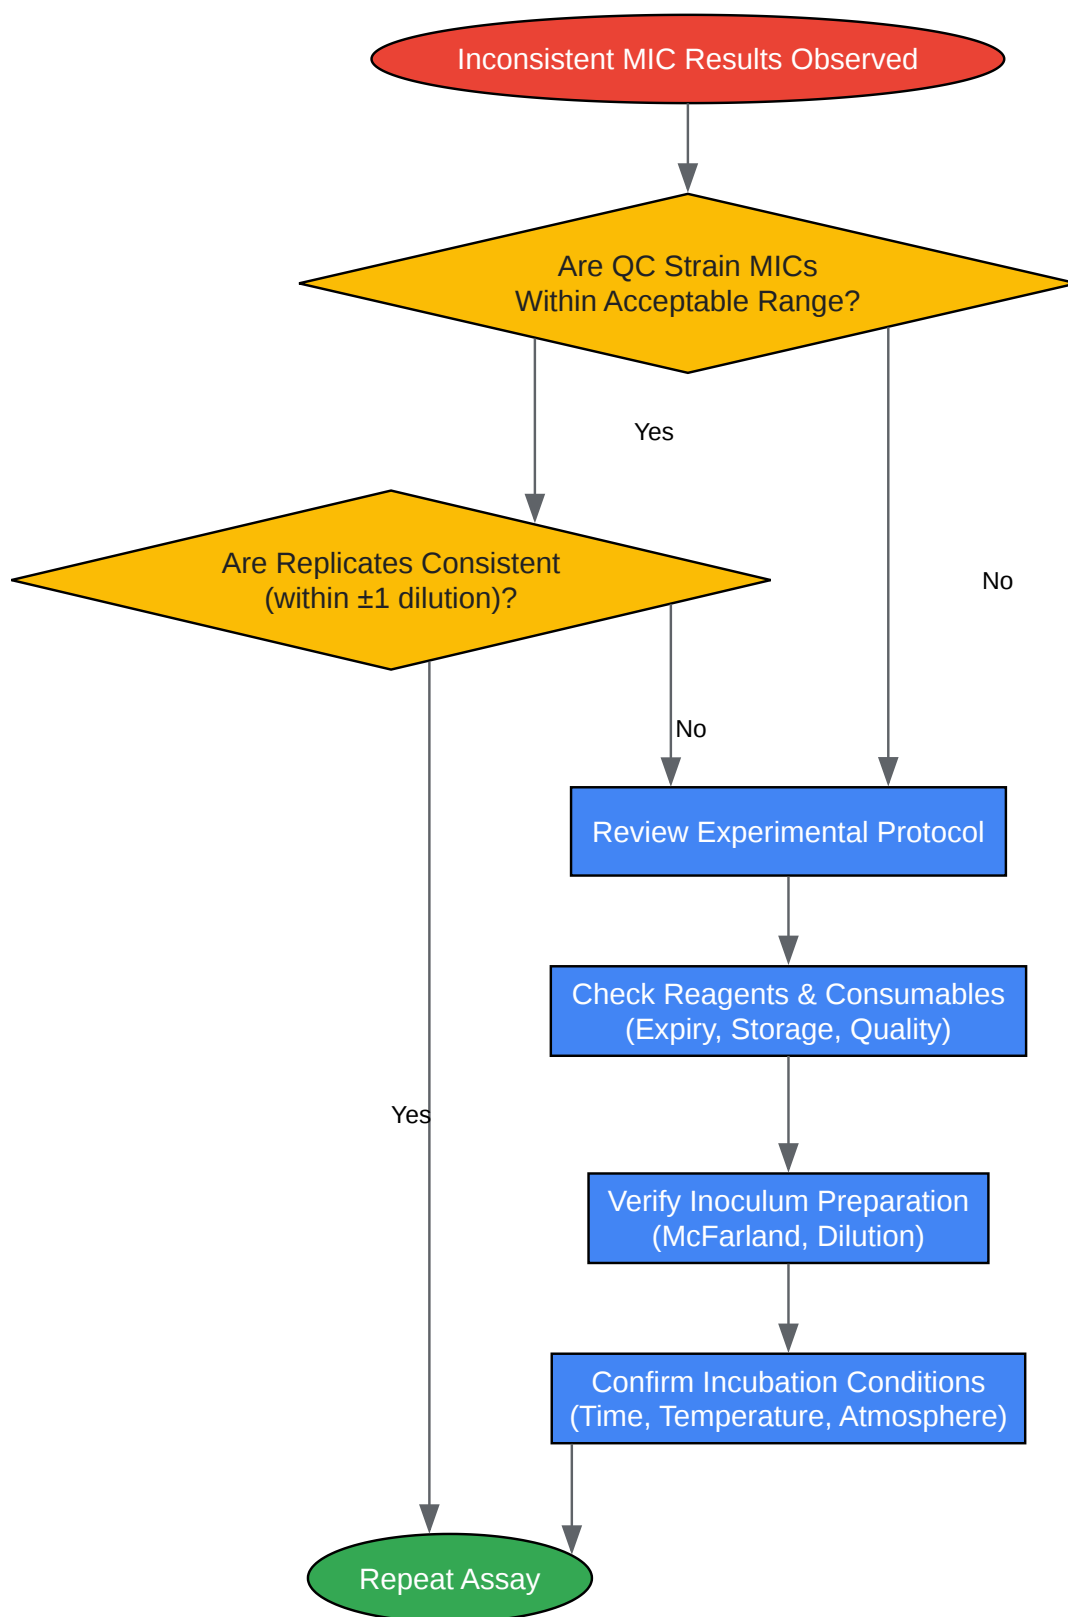 Inconsistent MIC Results Observed
Are QC Strain MICs
Within Acceptable Range?
Yes
Are Replicates Consistent
(within ±1 dilution)?
No
No
Review Experimental Protocol
Check Reagents & Consumables
(Expiry, Storage, Quality)
Yes
Verify Inoculum Preparation
(McFarland, Dilution)
Confirm Incubation Conditions
(Time, Temperature, Atmosphere)
Repeat Assay